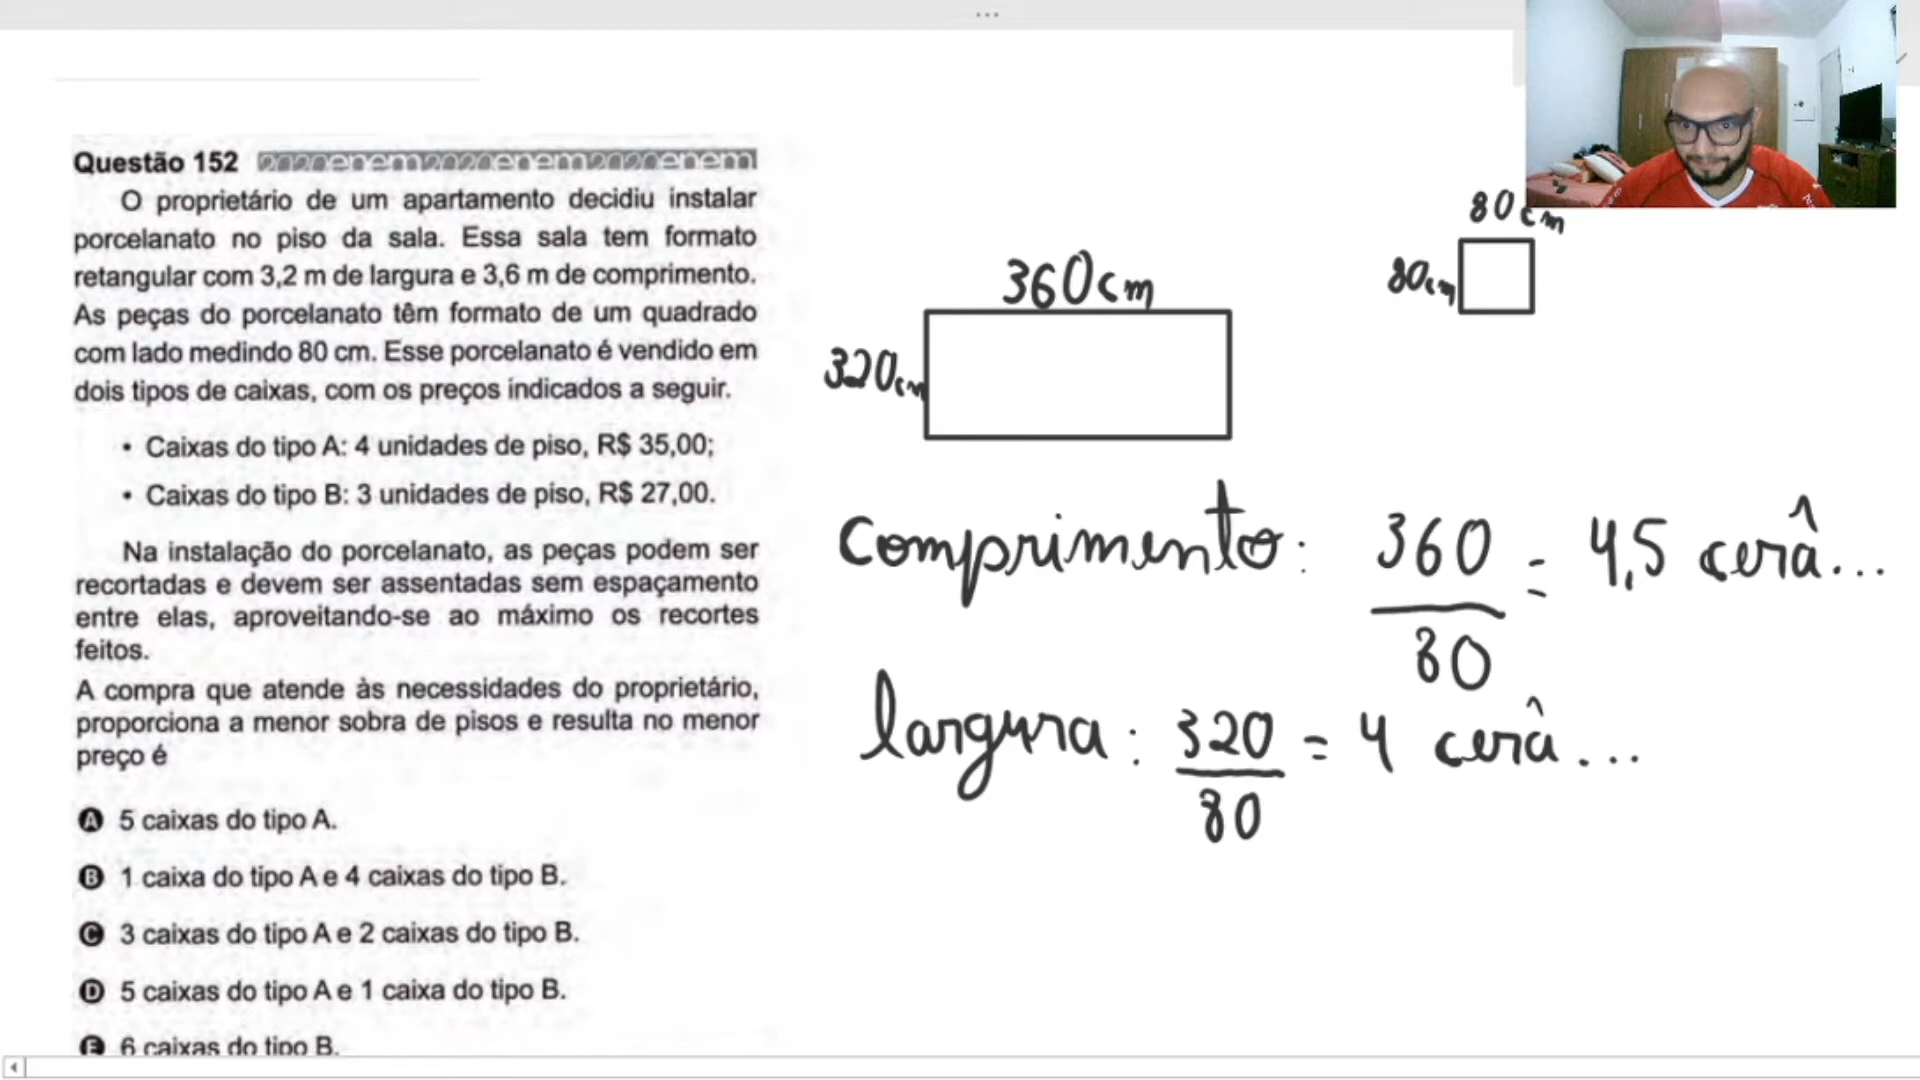 Questão 152 2020enem2020enem2020enem
O proprietário de um apartamento decidiu instalar
porcelanato no piso da sala. Essa sala tem formato
retangular com 3,2 m de largura e 3,6 m de comprimento.
As peças do porcelanato têm formato de um quadrado
com lado medindo 80 cm. Esse porcelanato é vendido em
dois tipos de caixas, com os preços indicados a seguir.
• Caixas do tipo A: 4 unidades de piso, R$ 35,00;
• Caixas do tipo B: 3 unidades de piso, R$ 27,00.
Na instalação do porcelanato, as peças podem ser
recortadas e devem ser assentadas sem espaçamento
entre elas, aproveitando-se ao máximo os recortes
feitos.
A compra que atende às necessidades do proprietário,
proporciona a menor sobra de pisos e resulta no menor
preço é
A 5 caixas do tipo A.
B 1 caixa do tipo A e 4 caixas do tipo B.
C 3 caixas do tipo A e 2 caixas do tipo B.
D 5 caixas do tipo A e 1 caixa do tipo B.
E 6 caixas do tipo B.
360cm
320cm
80cm
80cm
comprimento: 360/80 = 4,5 cerâ...
largura: 320/80 = 4 cerâ...